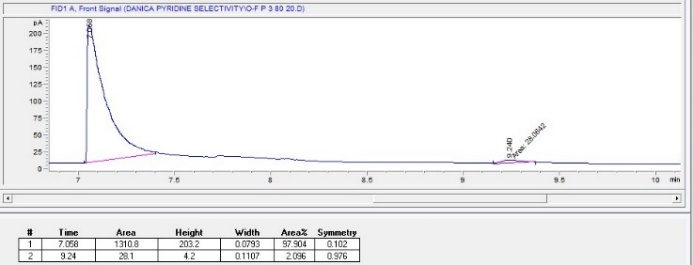 FID1 A, Front Signal (DANICA PYRIDINE SELECTIVITY\O-F P 3 80 20.D)
pA
200
175
150
125
100
75
50
25
0
7.058
9.240
Area: 28.0642
7 7.5 8 8.5 9 9.5 10 min
# Time Area Height Width Area% Symmetry
1 7.058 1310.8 203.2 0.0793 97.904 0.102
2 9.24 28.1 4.2 0.1107 2.096 0.976